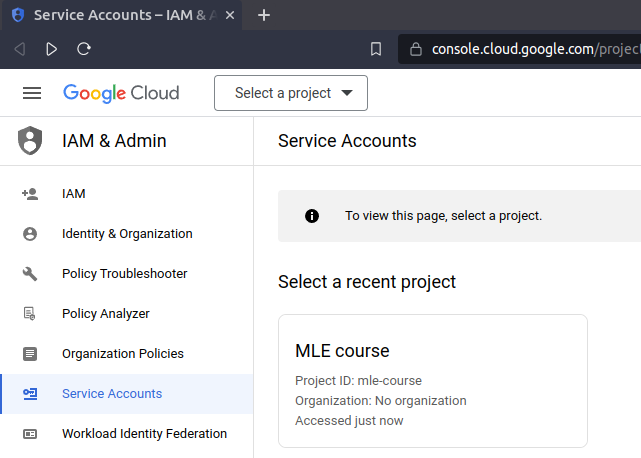 Service Accounts – IAM & A
console.cloud.google.com/projec
Google Cloud
Select a project
IAM & Admin
Service Accounts
IAM
Identity & Organization
Policy Troubleshooter
Policy Analyzer
Organization Policies
Service Accounts
Workload Identity Federation
To view this page, select a project.
Select a recent project
MLE course
Project ID: mle-course
Organization: No organization
Accessed just now